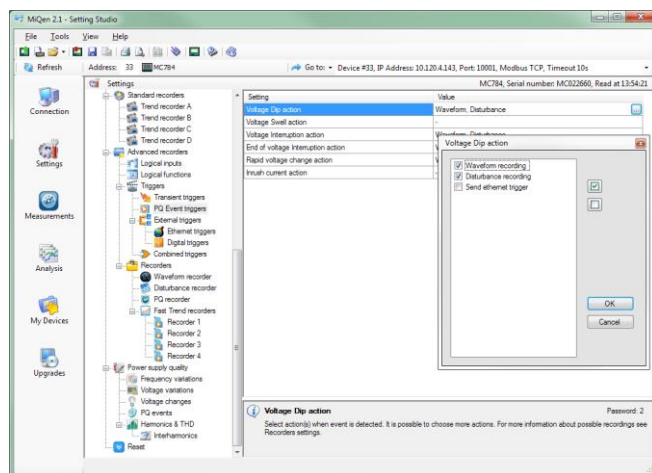 MiQen 2.1 - Setting Studio
File Tools View Help
Refresh Address: 33 MC784 Go to: Device #33, IP Address: 10.120.4.143, Port: 10001, Modbus TCP, Timeout 10s
Settings MC784, Serial number: MC022660, Read at 13:54:21
Connection
Settings
Measurements
Analysis
My Devices
Upgrades
Standard recorders
Trend recorder A
Trend recorder B
Trend recorder C
Trend recorder D
Advanced recorders
Logical inputs
Logical functions
Triggers
Transient triggers
PQ Event triggers
External triggers
Ethernet triggers
Digital triggers
Combined triggers
Recorders
Waveform recorder
Disturbance recorder
PQ recorder
Fast Trend recorders
Recorder 1
Recorder 2
Recorder 3
Recorder 4
Power supply quality
Frequency variations
Voltage variations
Voltage changes
PQ events
Harmonics & THD
Interharmonics
Reset
Setting Value
Voltage Dip action Waveform, Disturbance ...
Voltage Swell action -
Voltage Interruption action
End of voltage Interruption action
Rapid voltage change action
Inrush current action
Voltage Dip action
Waveform recording
Disturbance recording
Send ethernet trigger
OK
Cancel
Voltage Dip action Password: 2
Select action(s) when event is detected. It is possible to choose more actions. For more information about possible recordings see
Recorders settings.